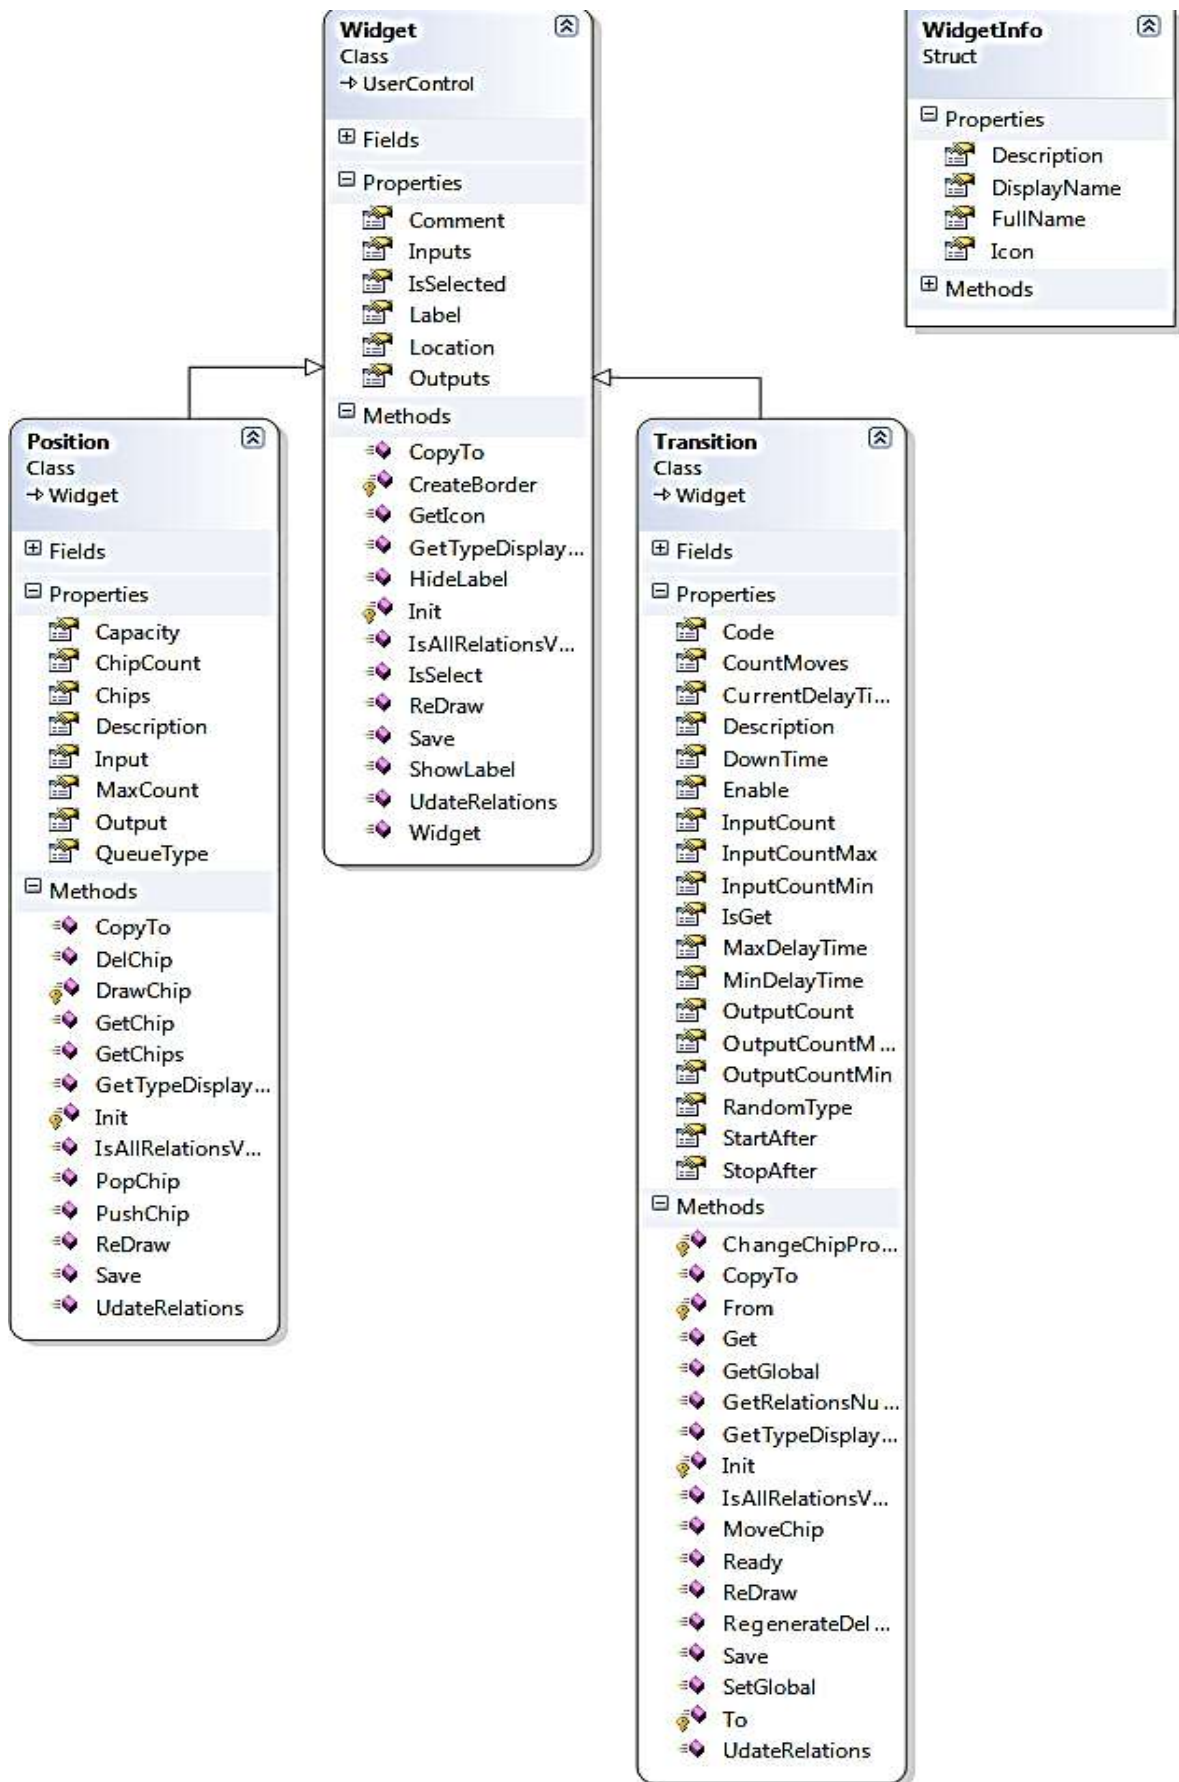 Widget
Class
UserControl
Fields
Properties
Comment
Inputs
IsSelected
Label
Location
Outputs
Methods
CopyTo
CreateBorder
GetIcon
GetTypeDisplay...
HideLabel
Init
IsAllRelationsV...
IsSelect
ReDraw
Save
ShowLabel
UdateRelations
Widget
WidgetInfo
Struct
Properties
Description
DisplayName
FullName
Icon
Methods
Position
Class
Widget
Fields
Properties
Capacity
ChipCount
Chips
Description
Input
MaxCount
Output
QueueType
Methods
CopyTo
DelChip
DrawChip
GetChip
GetChips
GetTypeDisplay...
Init
IsAllRelationsV...
PopChip
PushChip
ReDraw
Save
UdateRelations
Transition
Class
Widget
Fields
Properties
Code
CountMoves
CurrentDelayTi...
Description
DownTime
Enable
InputCount
InputCountMax
InputCountMin
IsGet
MaxDelayTime
MinDelayTime
OutputCount
OutputCountM...
OutputCountMin
RandomType
StartAfter
StopAfter
Methods
ChangeChipPro...
CopyTo
From
Get
GetGlobal
GetRelationsNu...
GetTypeDisplay...
Init
IsAllRelationsV...
MoveChip
Ready
ReDraw
RegenerateDel...
Save
SetGlobal
To
UdateRelations